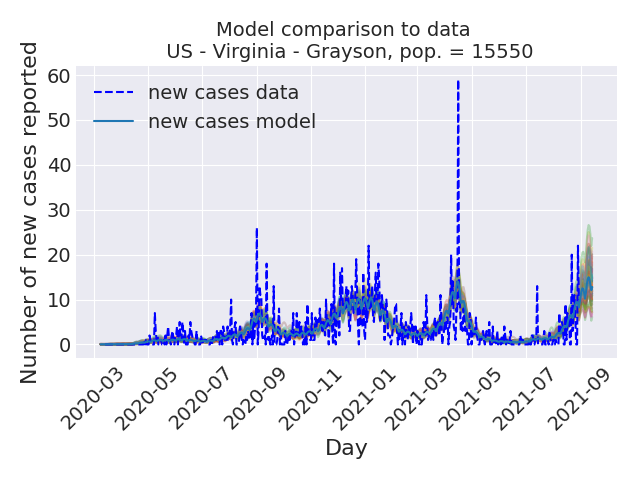 Model comparison to data
US - Virginia - Grayson, pop. = 15550
Number of new cases reported
60
50
40
30
20
10
0
new cases data
new cases model
2020-03
2020-05
2020-07
2020-09
2020-11
2021-01
2021-03
2021-05
2021-07
2021-09
Day